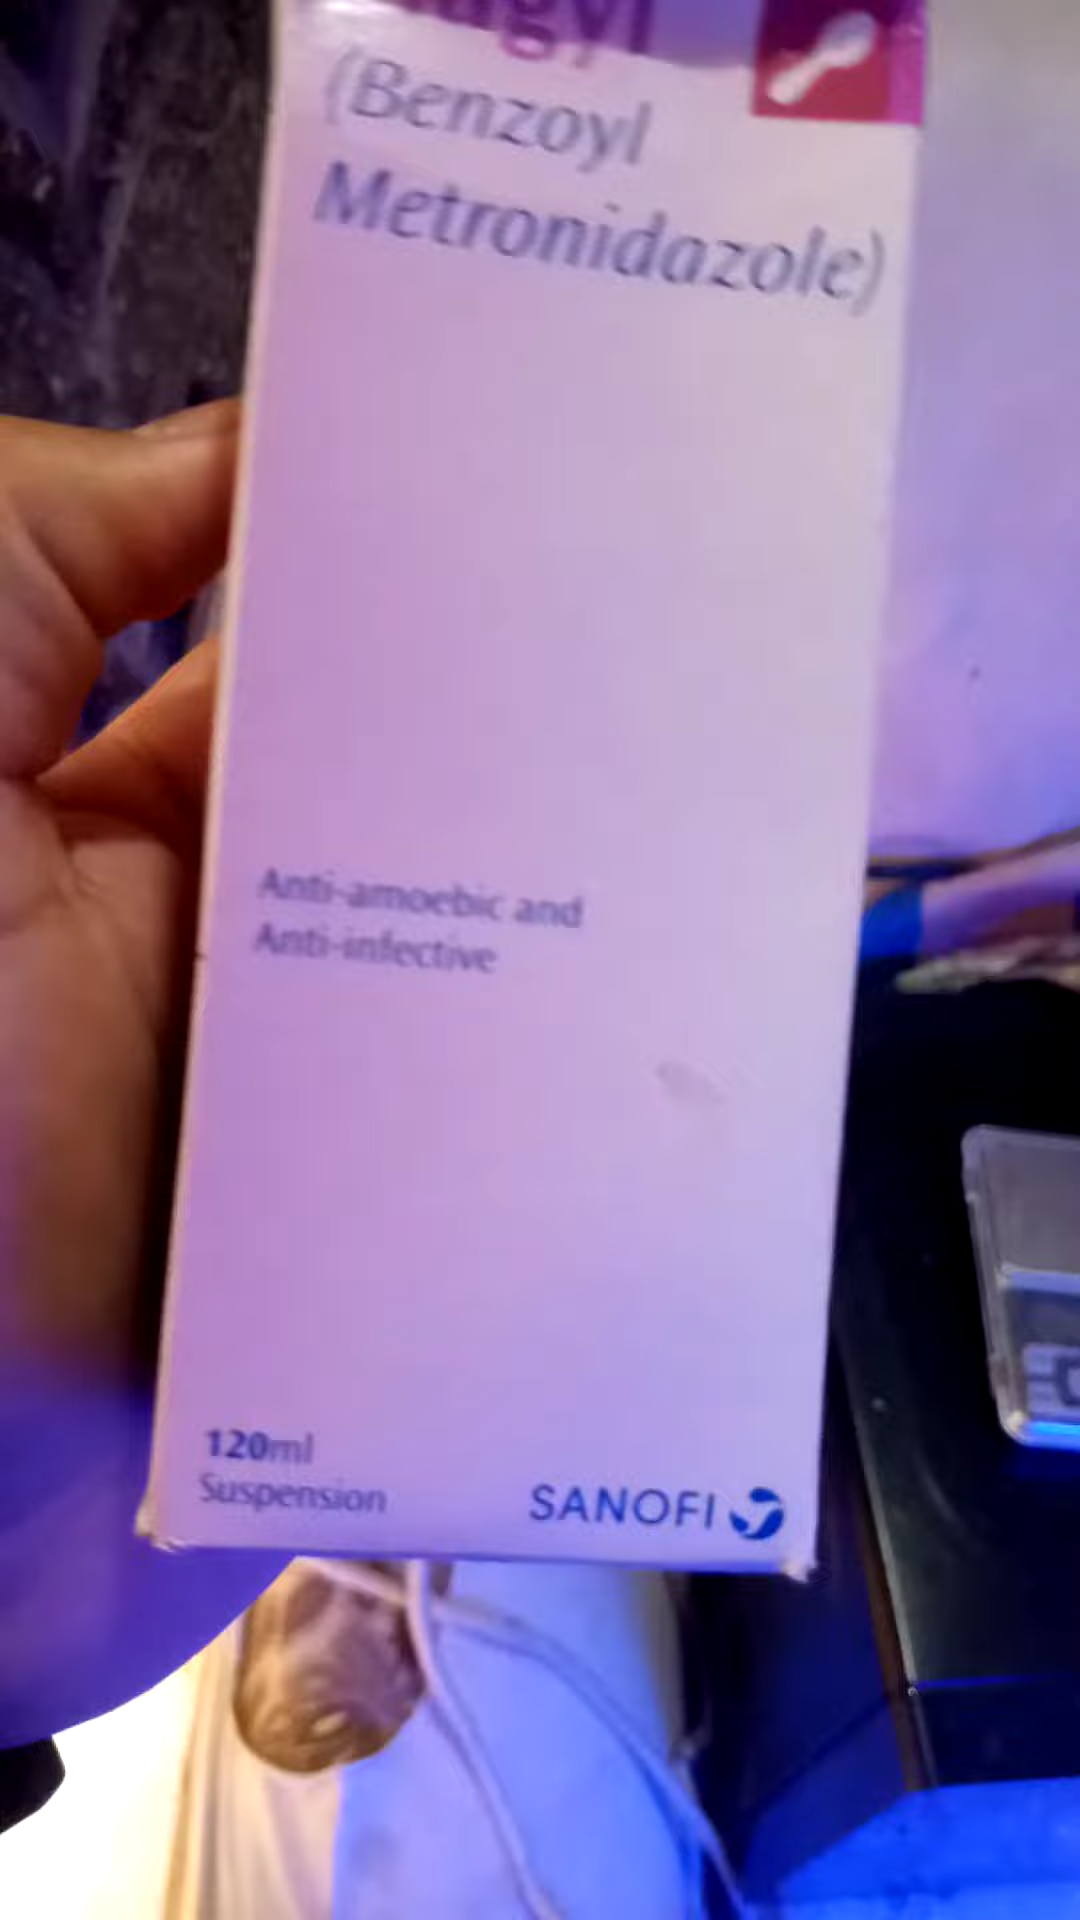 (Benzoyl
Metronidazole)
Anti-amoebic and
Anti-infective
120ml
Suspension
SANOFI